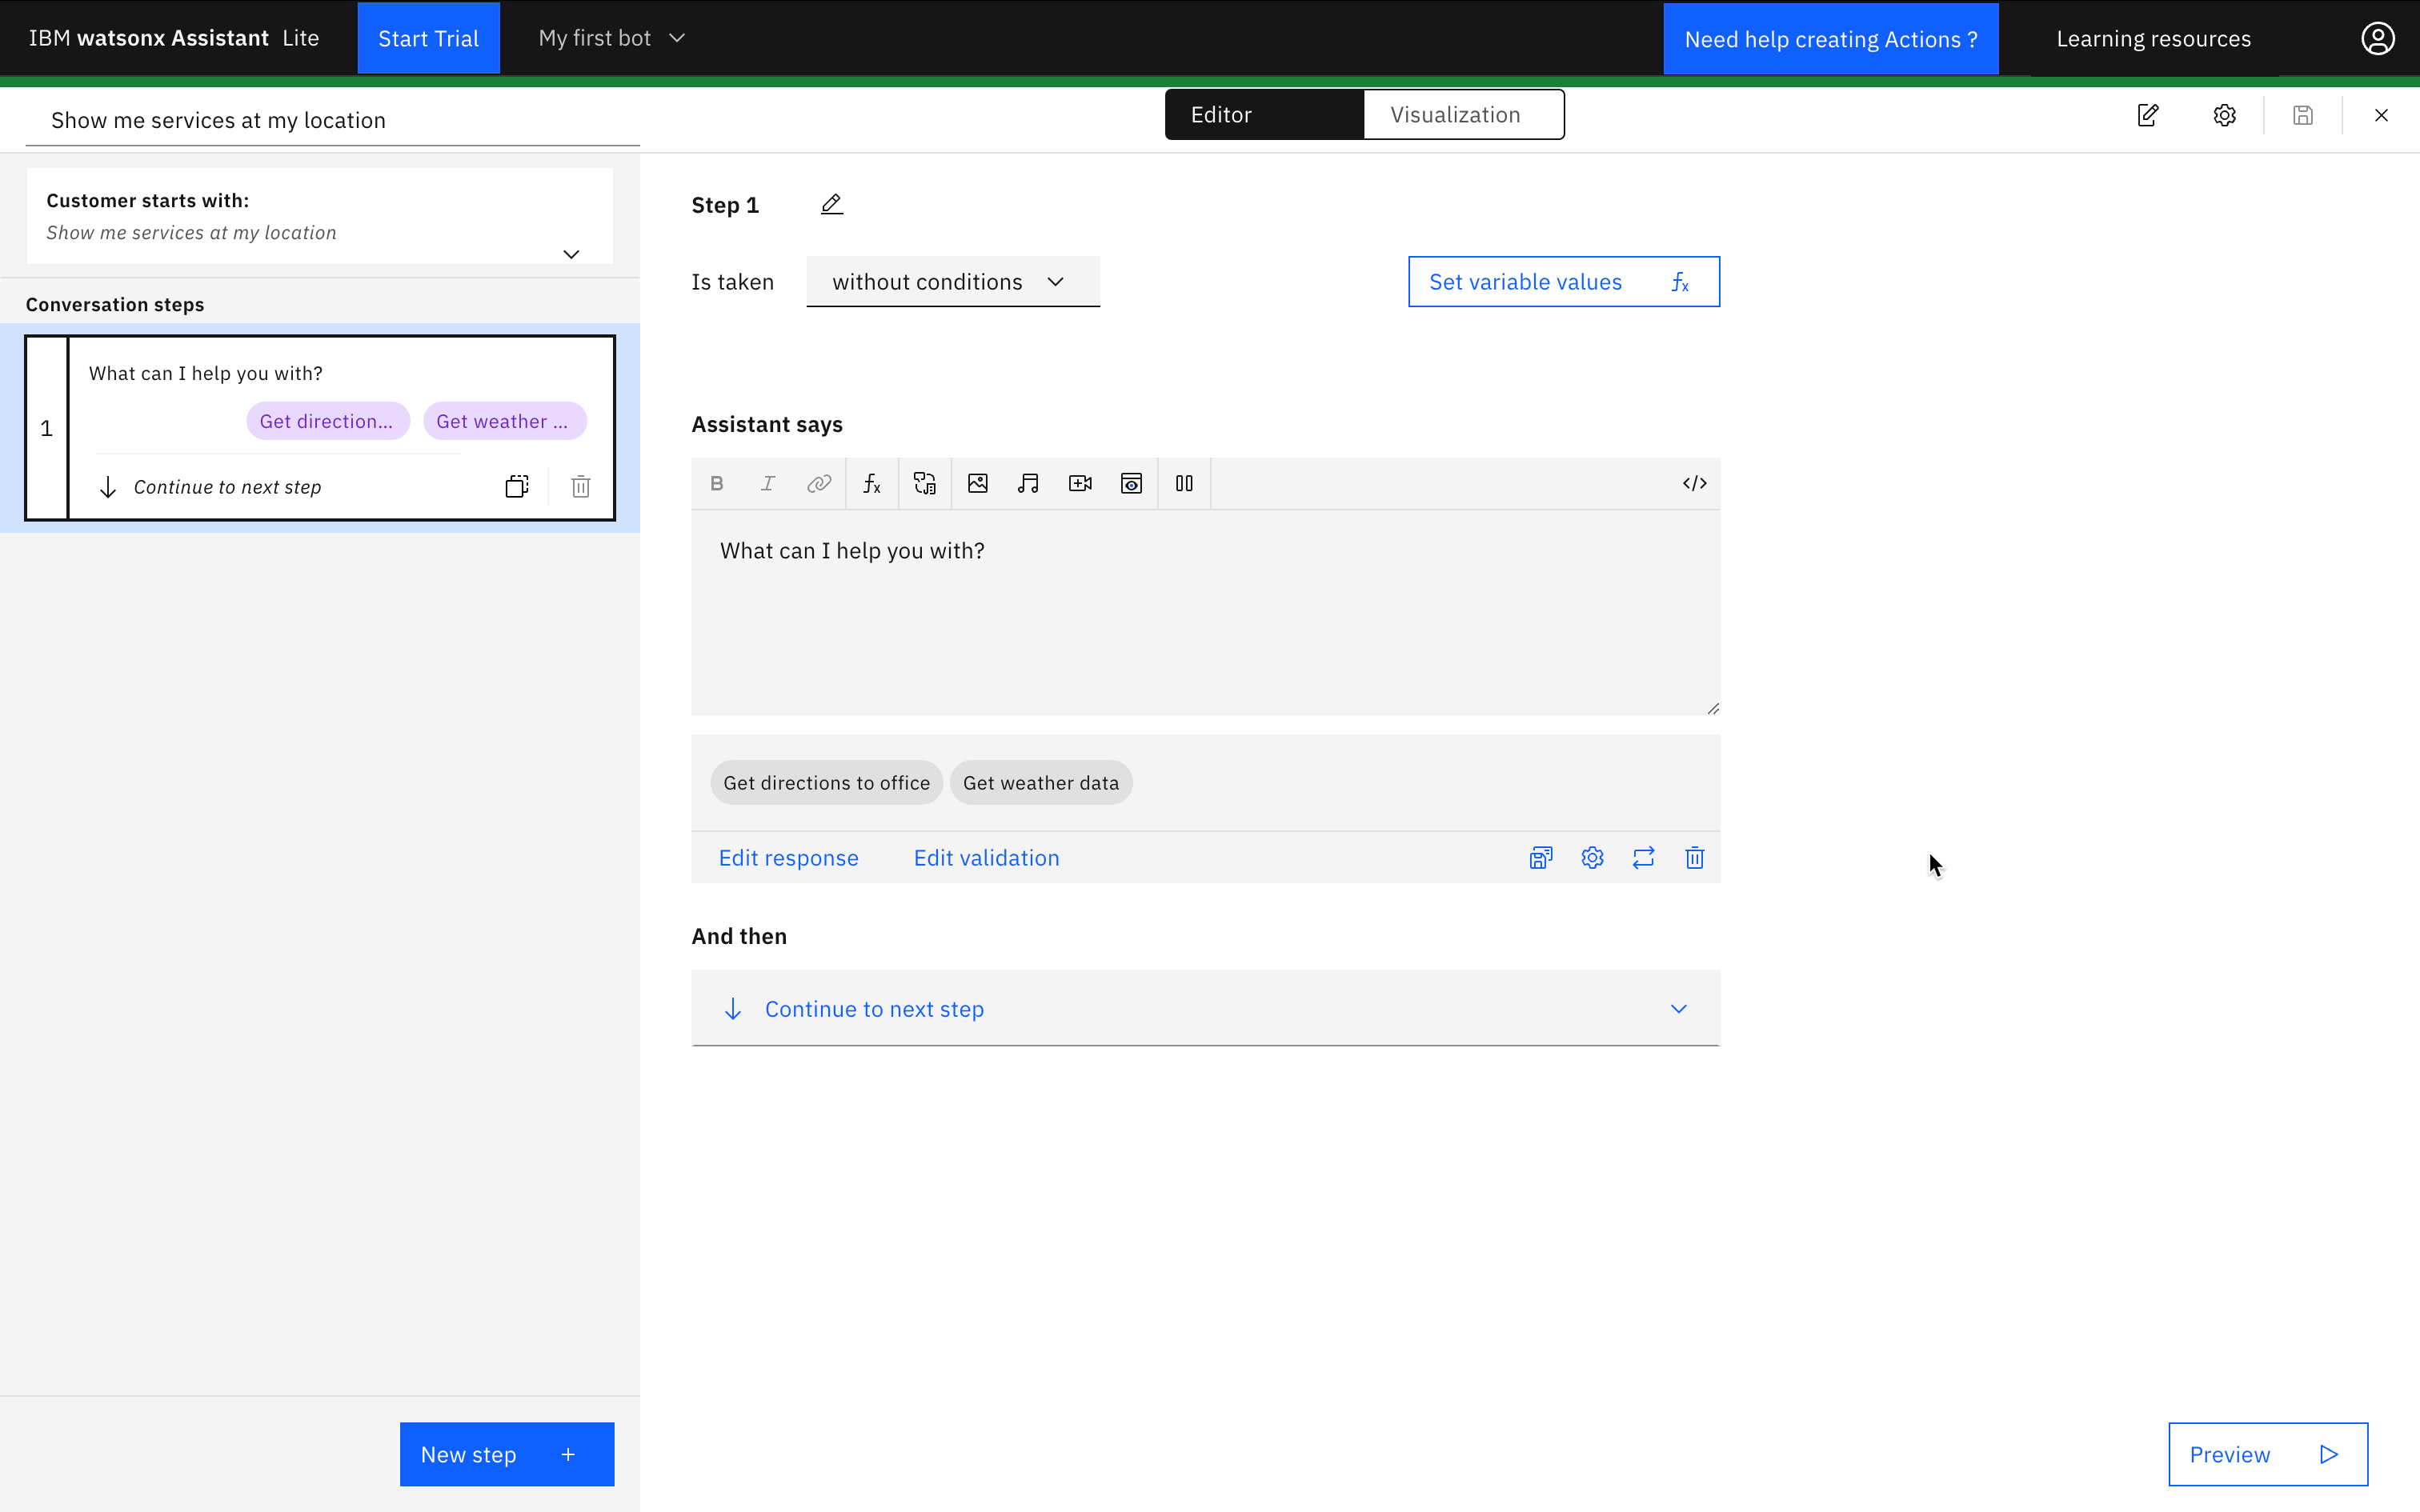 IBM watsonx Assistant Lite
Start Trial
My first bot
Need help creating Actions ?
Learning resources
Show me services at my location
Editor
Visualization
Customer starts with:
Show me services at my location
Conversation steps
1
What can I help you with?
Get direction...
Get weather ...
Continue to next step
New step
Step 1
Is taken
without conditions
Set variable values
Assistant says
What can I help you with?
Get directions to office
Get weather data
Edit response
Edit validation
And then
Continue to next step
Preview